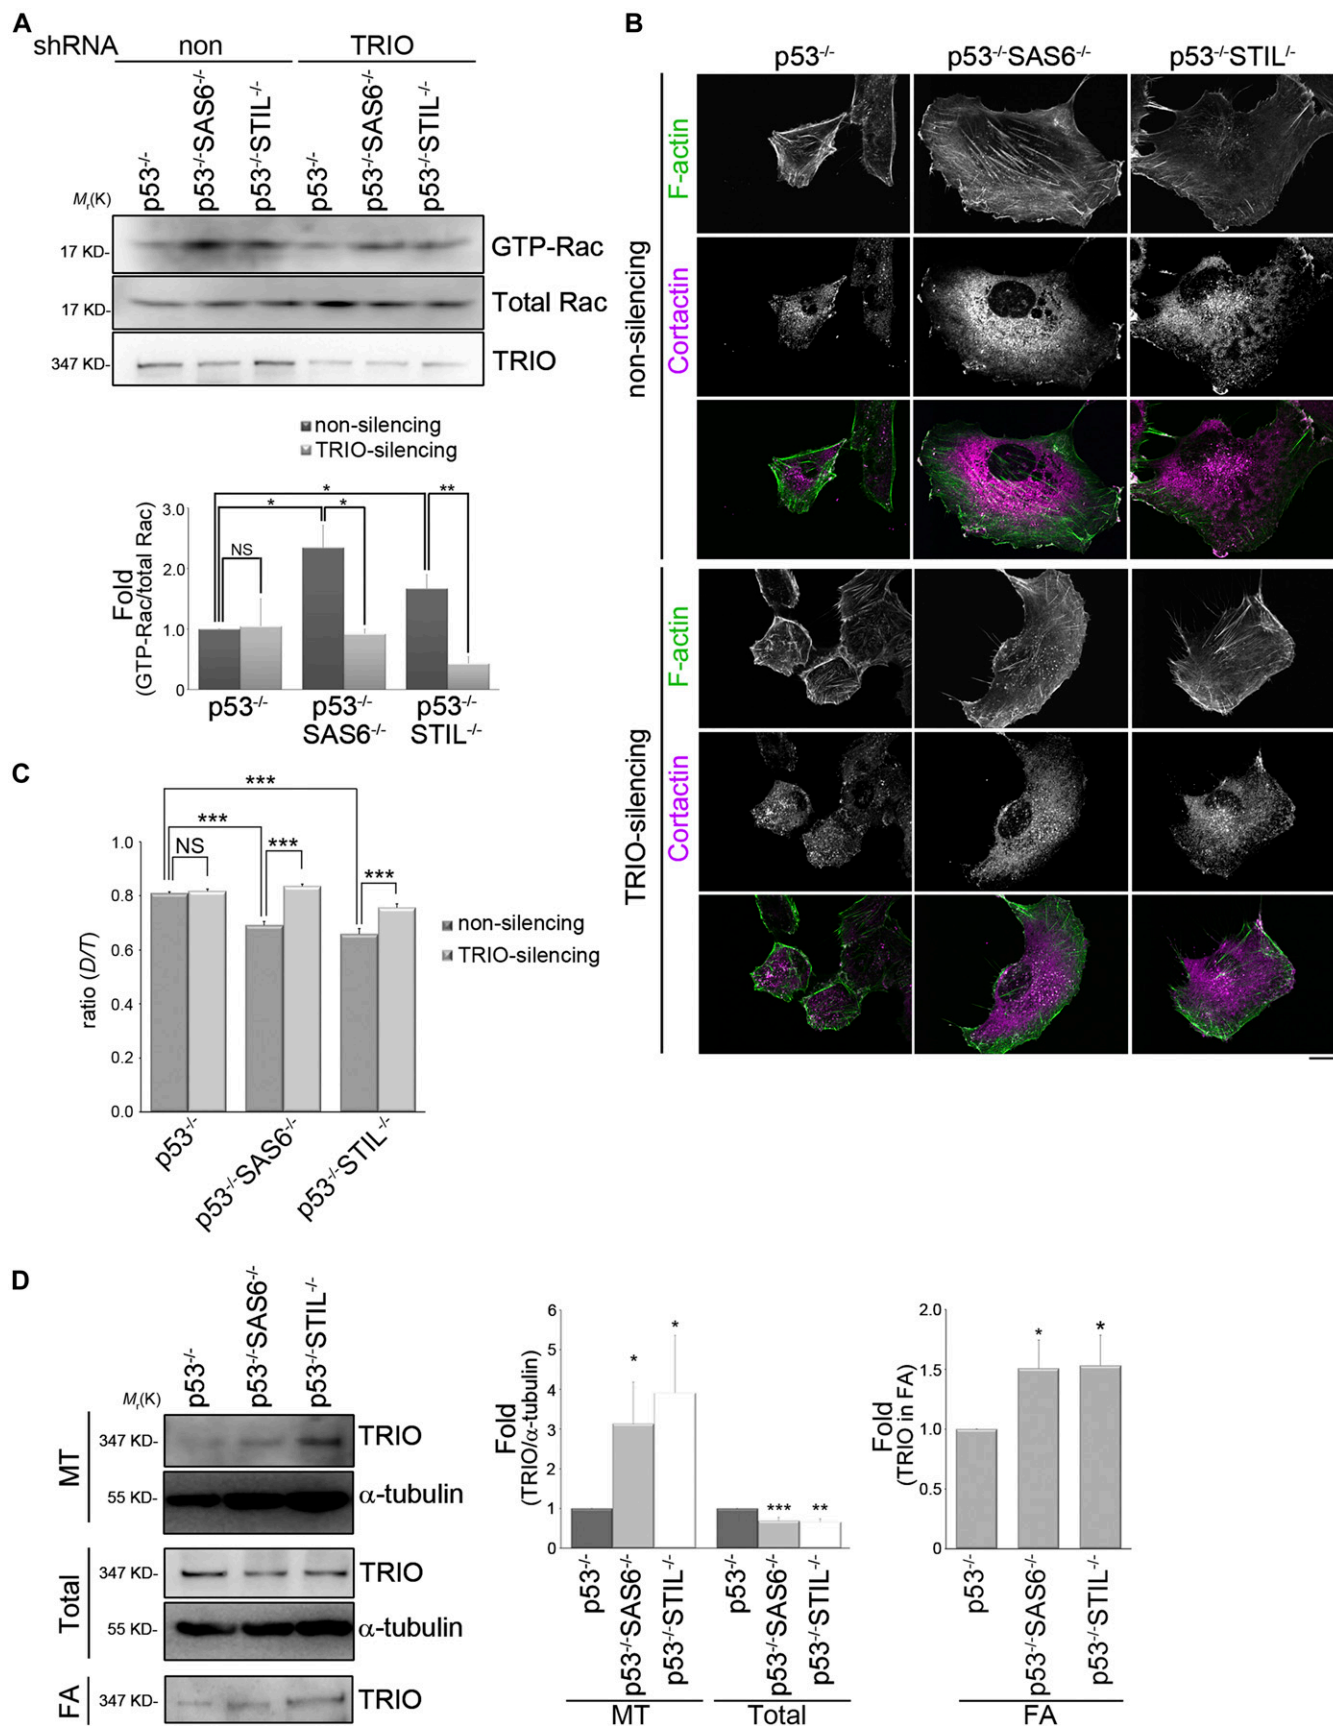 A
shRNA non TRIO
p53-/-
p53-/-SAS6-/-
p53-/-STIL-/-
p53-/-
p53-/-SAS6-/-
p53-/-STIL-/-
Mr(K)
17 KD- GTP-Rac
17 KD- Total Rac
347 KD- TRIO
non-silencing
TRIO-silencing
* * * ** NS
Fold
(GTP-Rac/total Rac)
3.0
2.0
1.0
0
p53-/- p53-/- p53-/-
SAS6-/- STIL-/-
B
p53-/- p53-/-SAS6-/- p53-/-STIL/-
non-silencing
F-actin
Cortactin
TRIO-silencing
F-actin
Cortactin
C
***
*** *** NS ***
ratio (D/T)
1.0
0.8
0.6
0.4
0.2
0.0
non-silencing
TRIO-silencing
p53-/-
p53-/-SAS6-/-
p53-/-STIL-/-
D
p53-/-
p53-/-SAS6-/-
p53-/-STIL-/-
Mr(K)
MT
347 KD- TRIO
55 KD- α-tubulin
Total
347 KD- TRIO
55 KD- α-tubulin
FA
347 KD- TRIO
Fold
(TRIO/α-tubulin)
6
5
4
3
2
1
0
* * *** **
p53-/-
p53-/-SAS6-/-
p53-/-STIL-/-
p53-/-
p53-/-SAS6-/-
p53-/-STIL-/-
MT Total
Fold
(TRIO in FA)
2.0
1.5
1.0
0.5
0
* *
p53-/-
p53-/-SAS6-/-
p53-/-STIL-/-
FA